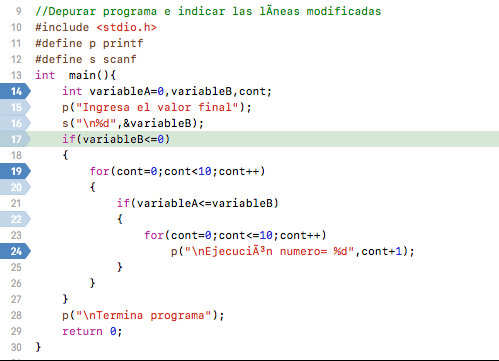 9 //Depurar programa e indicar las lÃneas modificadas
10 #include <stdio.h>
11 #define p printf
12 #define s scanf
13 int  main(){
14     int variableA=0,variableB,cont;
15     p("Ingresa el valor final");
16     s("\n%d",&variableB);
17     if(variableB<=0)
18     {
19         for(cont=0;cont<10;cont++)
20         {
21             if(variableA<=variableB)
22             {
23                 for(cont=0;cont<=10;cont++)
24                     p("\nEjecuciÃ³n numero= %d",cont+1);
25             }
26         }
27     }
28     p("\nTermina programa");
29     return 0;
30 }